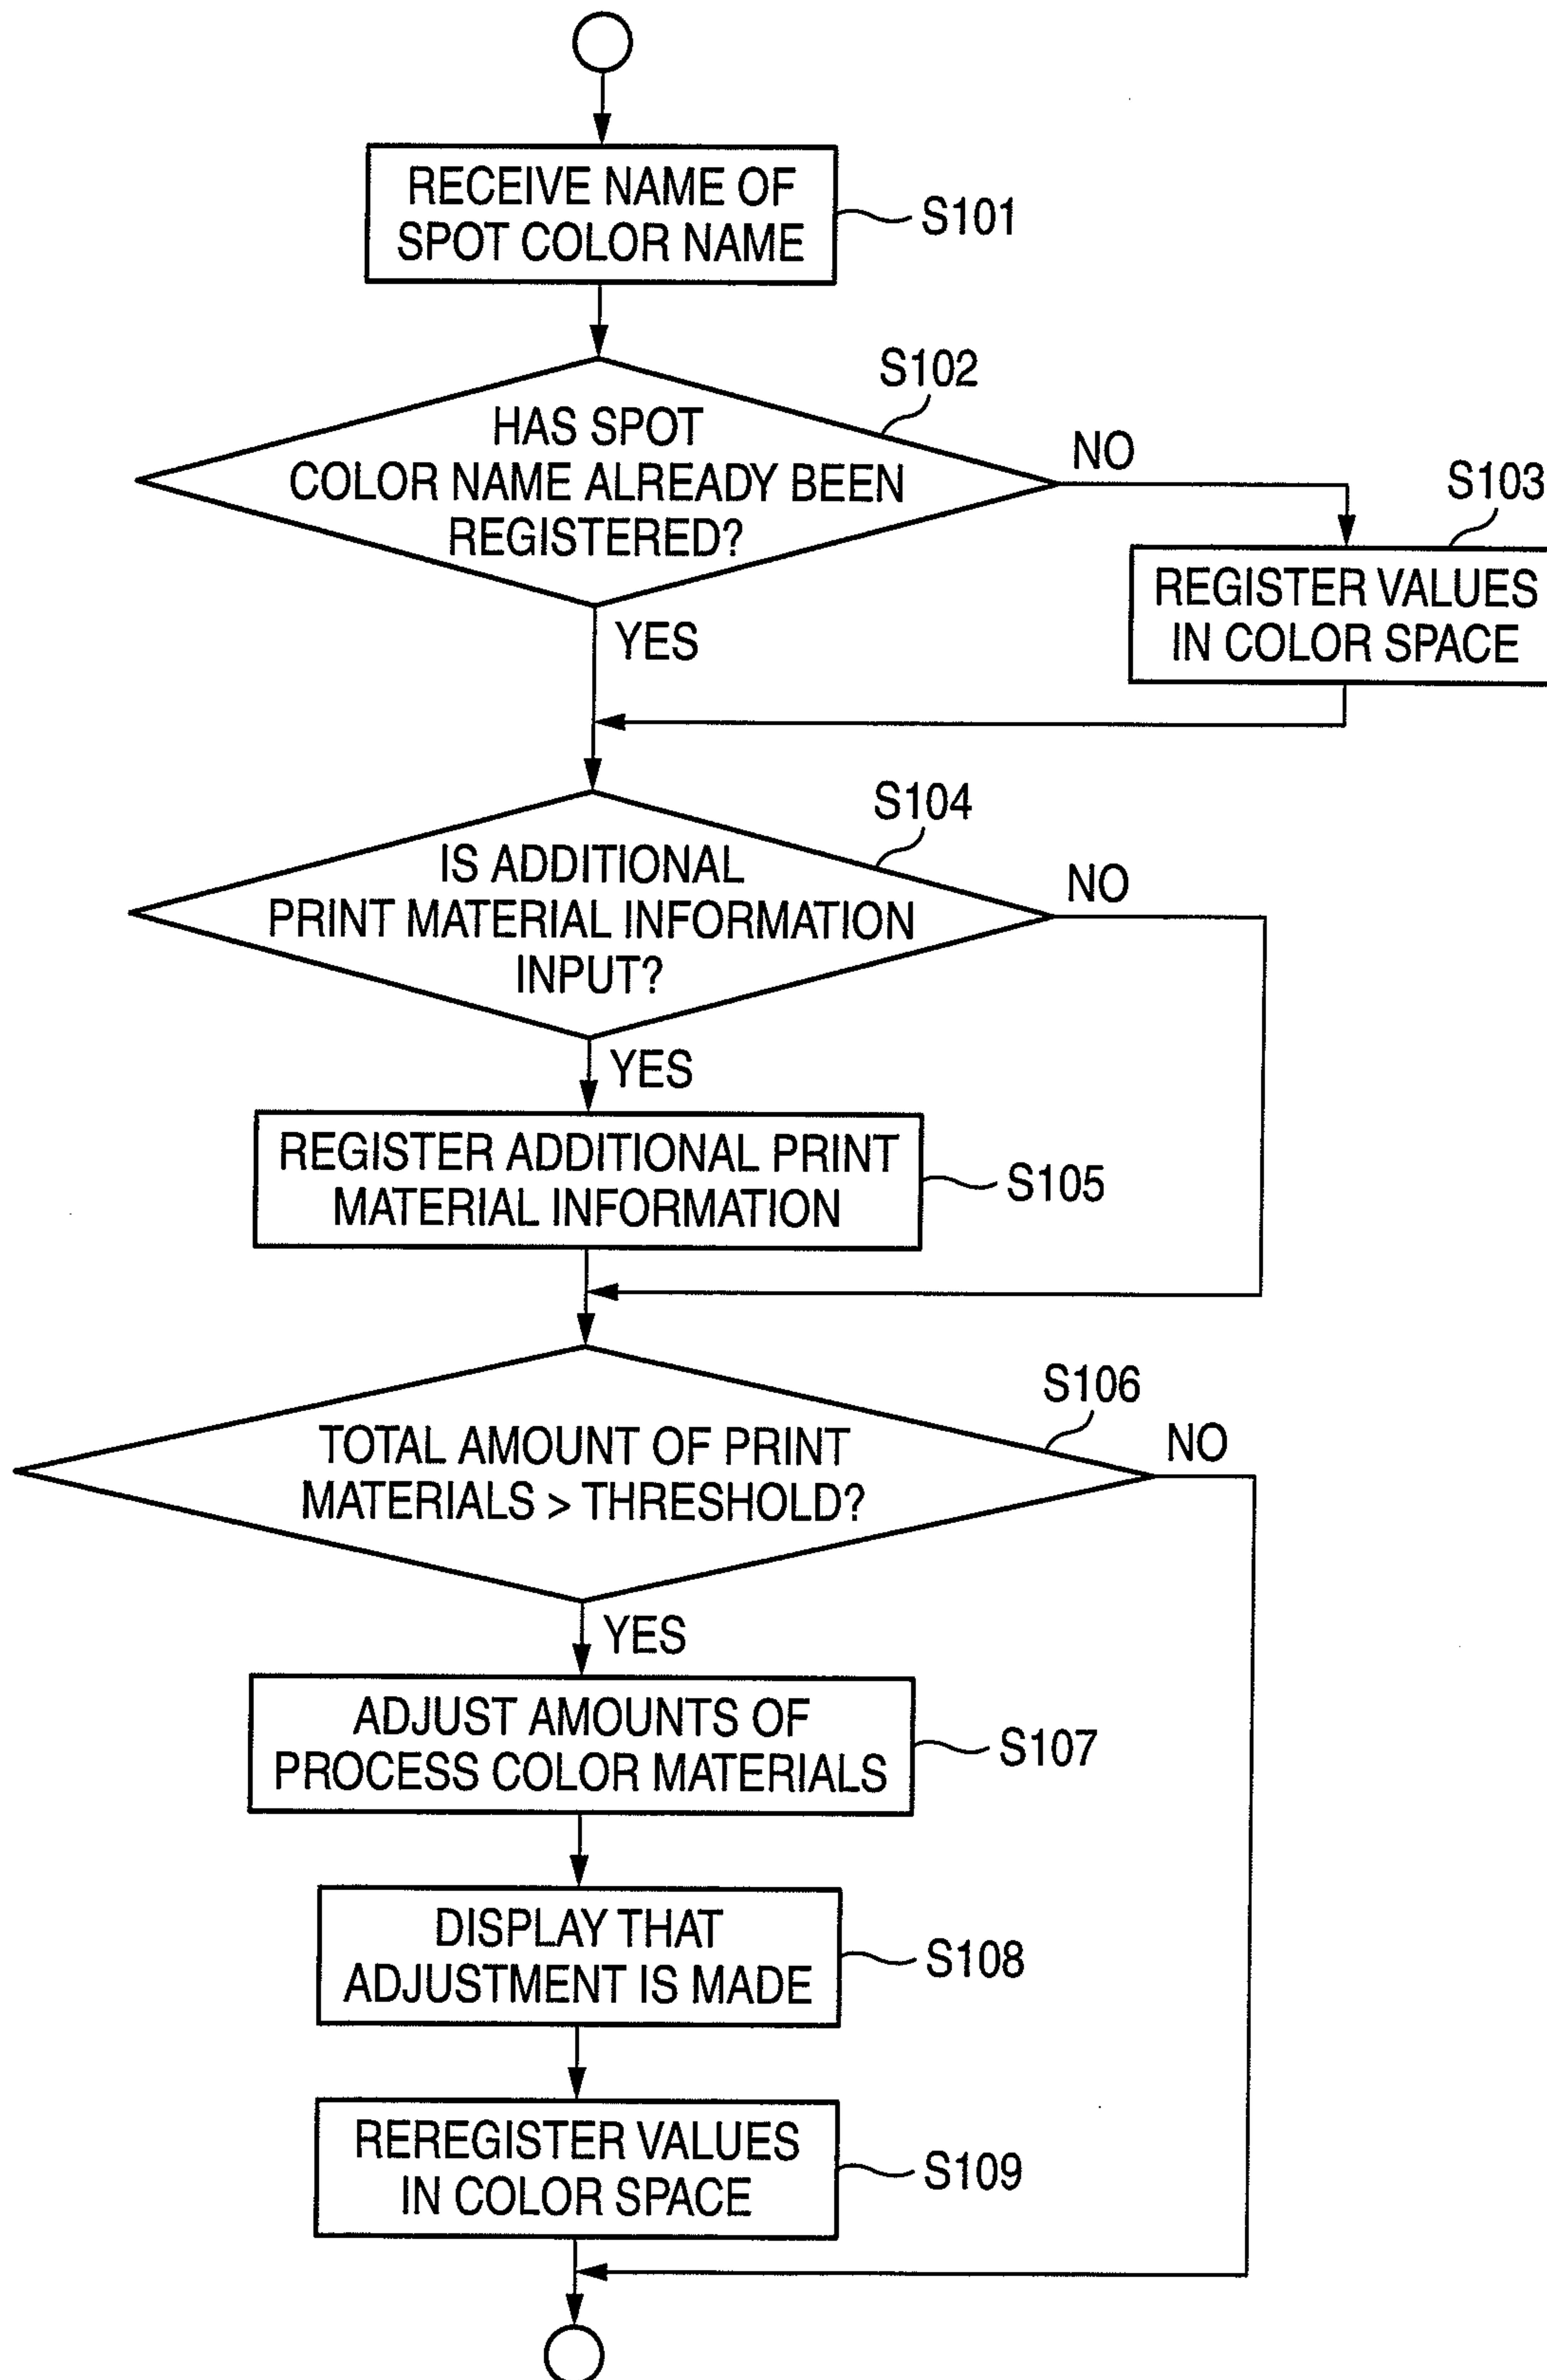 RECEIVE NAME OF
SPOT COLOR NAME
S101
S102
HAS SPOT
COLOR NAME ALREADY BEEN
REGISTERED?
NO
S103
REGISTER VALUES
IN COLOR SPACE
YES
S104
IS ADDITIONAL
PRINT MATERIAL INFORMATION
INPUT?
NO
YES
REGISTER ADDITIONAL PRINT
MATERIAL INFORMATION
S105
S106
TOTAL AMOUNT OF PRINT
MATERIALS > THRESHOLD?
NO
YES
ADJUST AMOUNTS OF
PROCESS COLOR MATERIALS
S107
DISPLAY THAT
ADJUSTMENT IS MADE
S108
REREGISTER VALUES
IN COLOR SPACE
S109